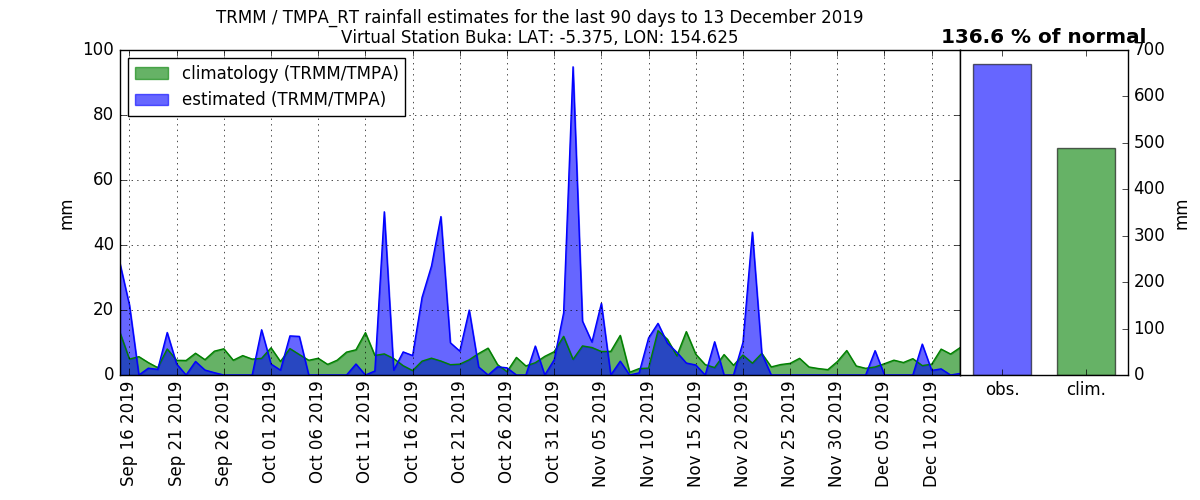 TRMM / TMPA_RT rainfall estimates for the last 90 days to 13 December 2019
Virtual Station Buka: LAT: -5.375, LON: 154.625
136.6 % of normal
climatology (TRMM/TMPA)
estimated (TRMM/TMPA)
100
80
60
40
20
0
mm
Sep 16 2019
Sep 21 2019
Sep 26 2019
Oct 01 2019
Oct 06 2019
Oct 11 2019
Oct 16 2019
Oct 21 2019
Oct 26 2019
Oct 31 2019
Nov 05 2019
Nov 10 2019
Nov 15 2019
Nov 20 2019
Nov 25 2019
Nov 30 2019
Dec 05 2019
Dec 10 2019
700
600
500
400
300
200
100
0
mm
obs.
clim.